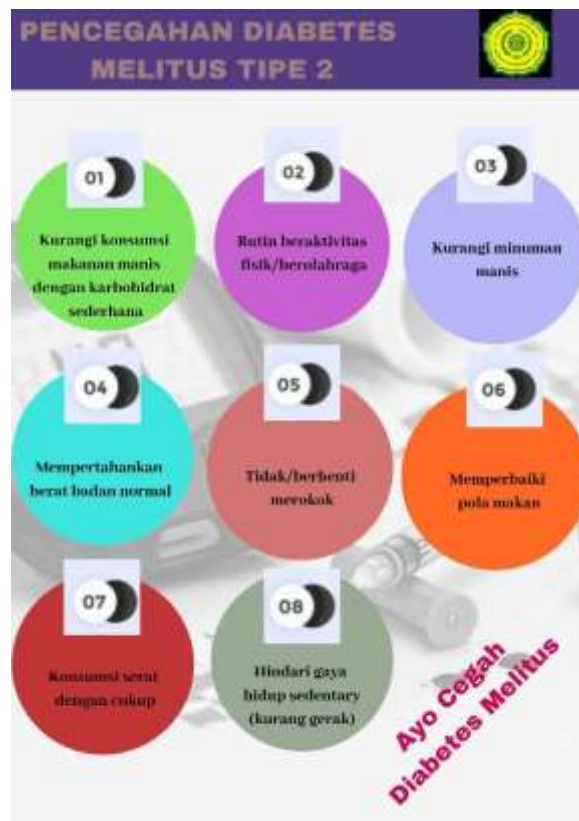 PENCEGAHAN DIABETES
MELITUS TIPE 2
01
Kurangi konsumsi
makanan manis
dengan karbohidrat
sederhana
02
Rutin beraktivitas
fisik/berolahraga
03
Kurangi minuman
manis
04
Mempertahankan
berat badan normal
05
Tidak/berhenti
merokok
06
Memperbaiki
pola makan
07
Konsumsi serat
dengan cukup
08
Hindari gaya
hidup sedentary
(kurang gerak)
Ayo Cegah
Diabetes Melitus